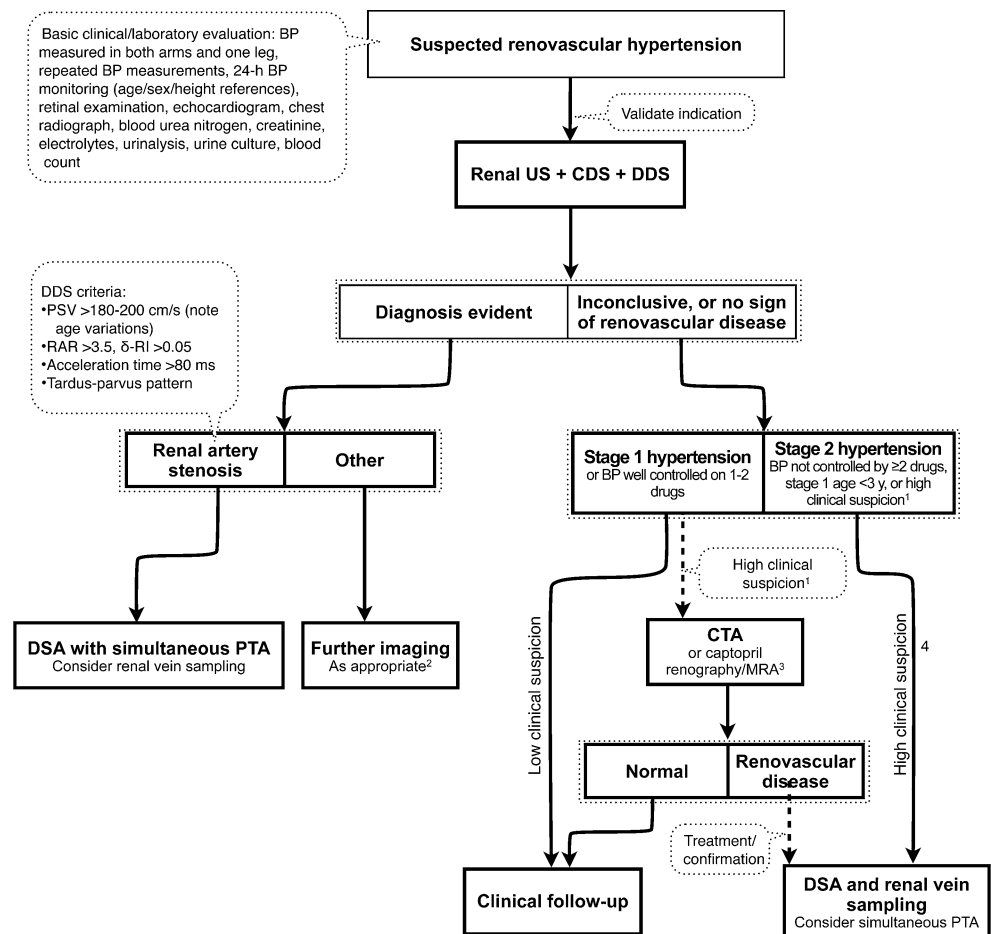 Basic clinical/laboratory evaluation: BP
measured in both arms and one leg,
repeated BP measurements, 24-h BP
monitoring (age/sex/height references),
retinal examination, echocardiogram, chest
radiograph, blood urea nitrogen, creatinine,
electrolytes, urinalysis, urine culture, blood
count
Suspected renovascular hypertension
Validate indication
Renal US + CDS + DDS
Diagnosis evident
Inconclusive, or no sign
of renovascular disease
DDS criteria:
•PSV >180-200 cm/s (note
age variations)
•RAR >3.5, δ-RI >0.05
•Acceleration time >80 ms
•Tardus-parvus pattern
Renal artery
stenosis
Other
Stage 1 hypertension
or BP well controlled on 1-2
drugs
Stage 2 hypertension
BP not controlled by ≥2 drugs,
stage 1 age <3 y, or high
clinical suspicion¹
High clinical
suspicion¹
DSA with simultaneous PTA
Consider renal vein sampling
Further imaging
As appropriate²
CTA
or captopril
renography/MRA³
Low clinical suspicion
High clinical suspicion
4
Normal
Renovascular
disease
Treatment/
confirmation
Clinical follow-up
DSA and renal vein
sampling
Consider simultaneous PTA